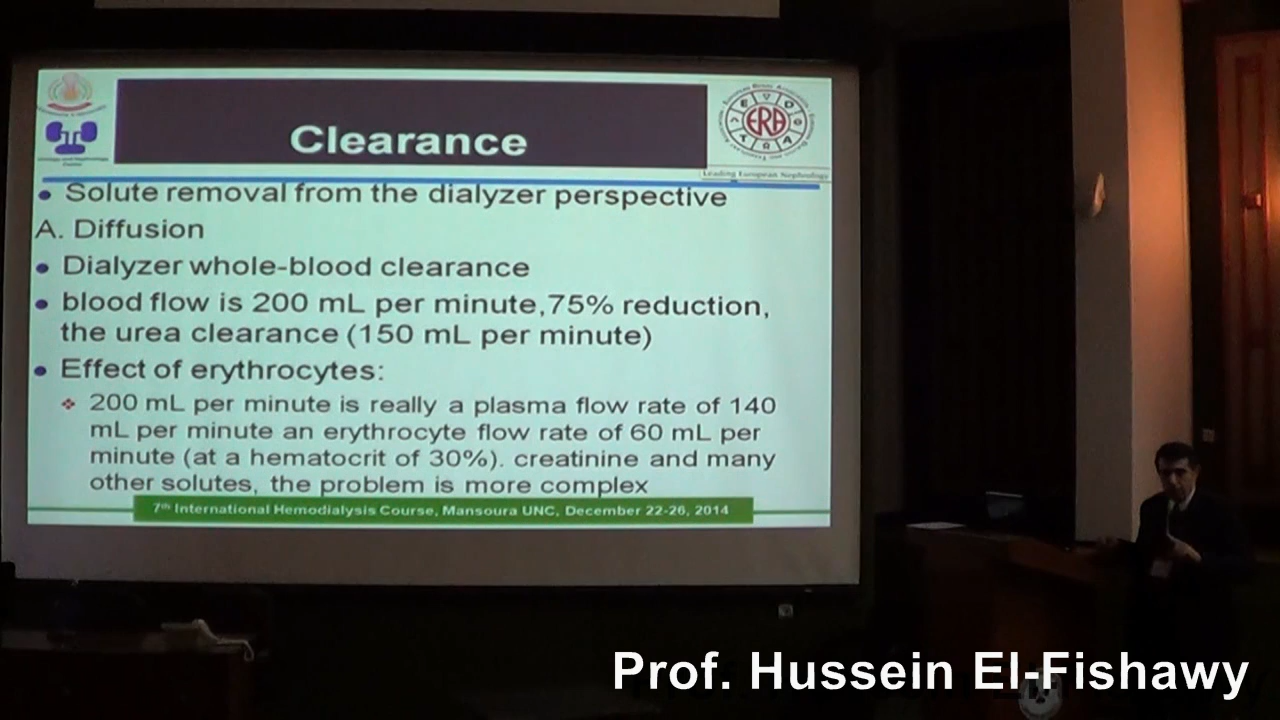 Clearance
ERA
Leading European Nephrology
• Solute removal from the dialyzer perspective
A. Diffusion
• Dialyzer whole-blood clearance
• blood flow is 200 mL per minute,75% reduction,
the urea clearance (150 mL per minute)
• Effect of erythrocytes:
❖ 200 mL per minute is really a plasma flow rate of 140
mL per minute an erythrocyte flow rate of 60 mL per
minute (at a hematocrit of 30%). creatinine and many
other solutes, the problem is more complex
7th International Hemodialysis Course, Mansoura UNC, December 22-26, 2014
Prof. Hussein El-Fishawy